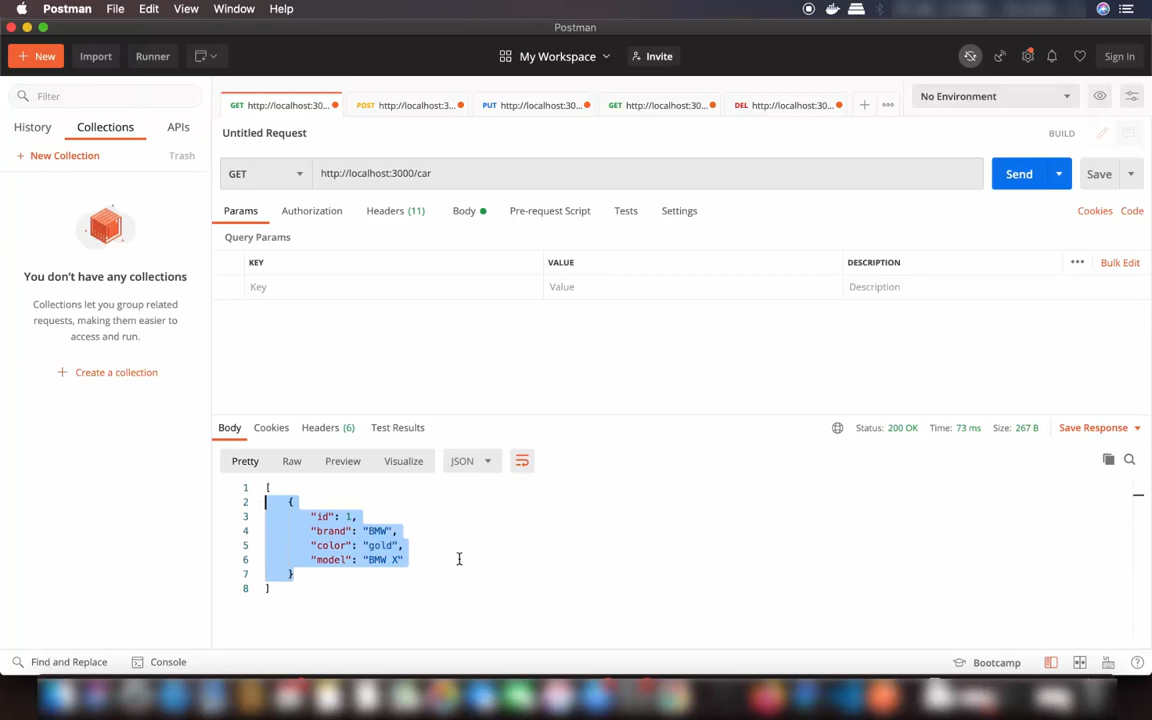 Postman File Edit View Window Help
Postman
+ New Import Runner My Workspace Invite Sign In
Filter
GET http://localhost:30... POST http://localhost:3... PUT http://localhost:30... GET http://localhost:30... DEL http://localhost:30... + No Environment
History Collections APIs
Untitled Request BUILD
+ New Collection Trash
GET http://localhost:3000/car Send Save
Params Authorization Headers (11) Body Pre-request Script Tests Settings Cookies Code
Query Params
KEY VALUE DESCRIPTION ••• Bulk Edit
Key Value Description
You don't have any collections
Collections let you group related
requests, making them easier to
access and run.
+ Create a collection
Body Cookies Headers (6) Test Results Status: 200 OK Time: 73 ms Size: 267 B Save Response
Pretty Raw Preview Visualize JSON
1 [
2 {
3 "id": 1,
4 "brand": "BMW",
5 "color": "gold",
6 "model": "BMW X"
7 }
8 ]
Find and Replace Console Bootcamp